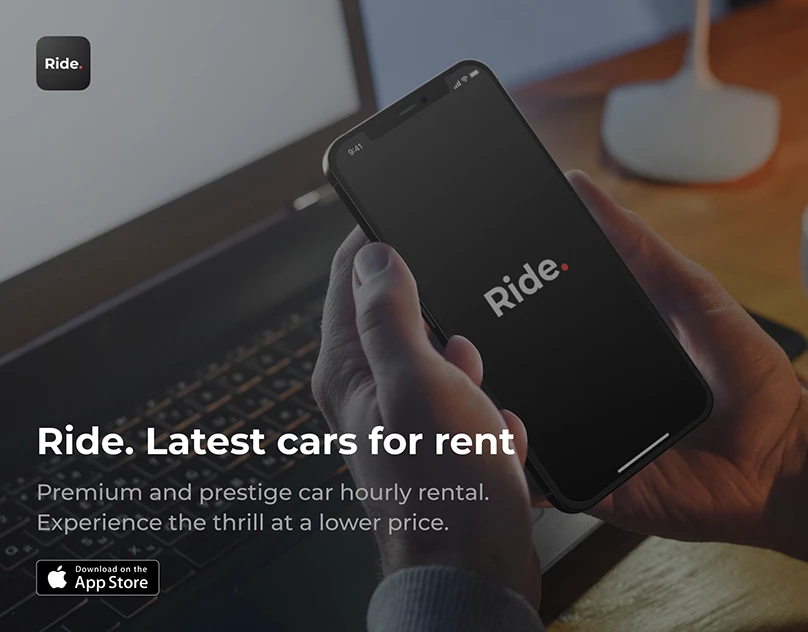 Ride.
9:41
Ride.
Ride. Latest cars for rent
Premium and prestige car hourly rental.
Experience the thrill at a lower price.
Download on the
App Store